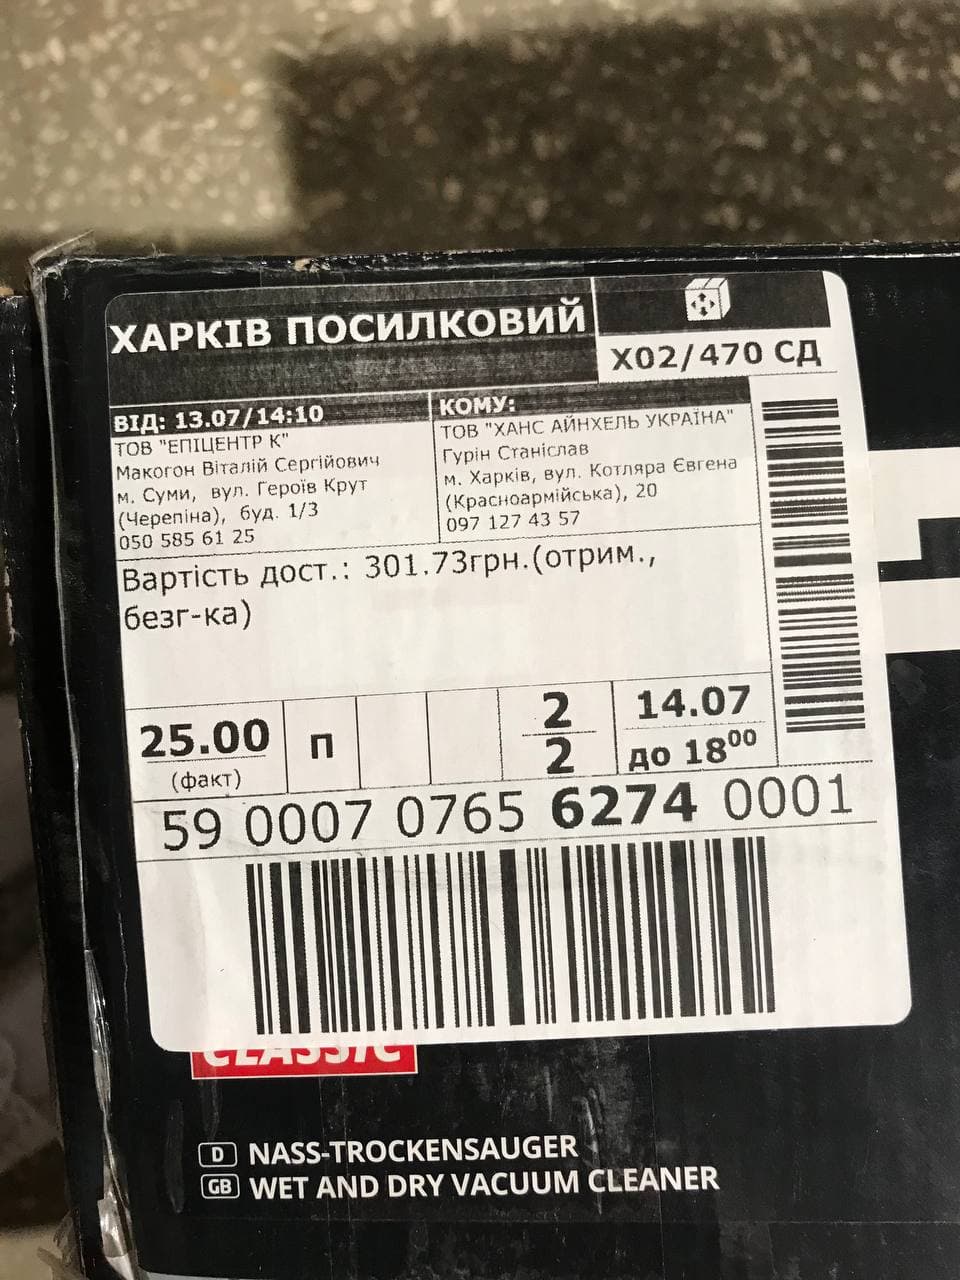 ХАРКІВ ПОСИЛКОВИЙ
Х02/470 СД
ВІД: 13.07/14:10
ТОВ "ЕПІЦЕНТР К"
Макогон Віталій Сергійович
м. Суми, вул. Героїв Крут
(Черепіна), буд. 1/3
050 585 61 25
КОМУ:
ТОВ "ХАНС АЙНХЕЛЬ УКРАЇНА"
Гурін Станіслав
м. Харків, вул. Котляра Євгена
(Красноармійська), 20
097 127 43 57
Вартість дост.: 301.73грн.(отрим.,
безг-ка)
25.00
(факт)
П
2
2
14.07
до 18⁰⁰
59 0007 0765 6274 0001
CLASSIC
D NASS-TROCKENSAUGER
GB WET AND DRY VACUUM CLEANER